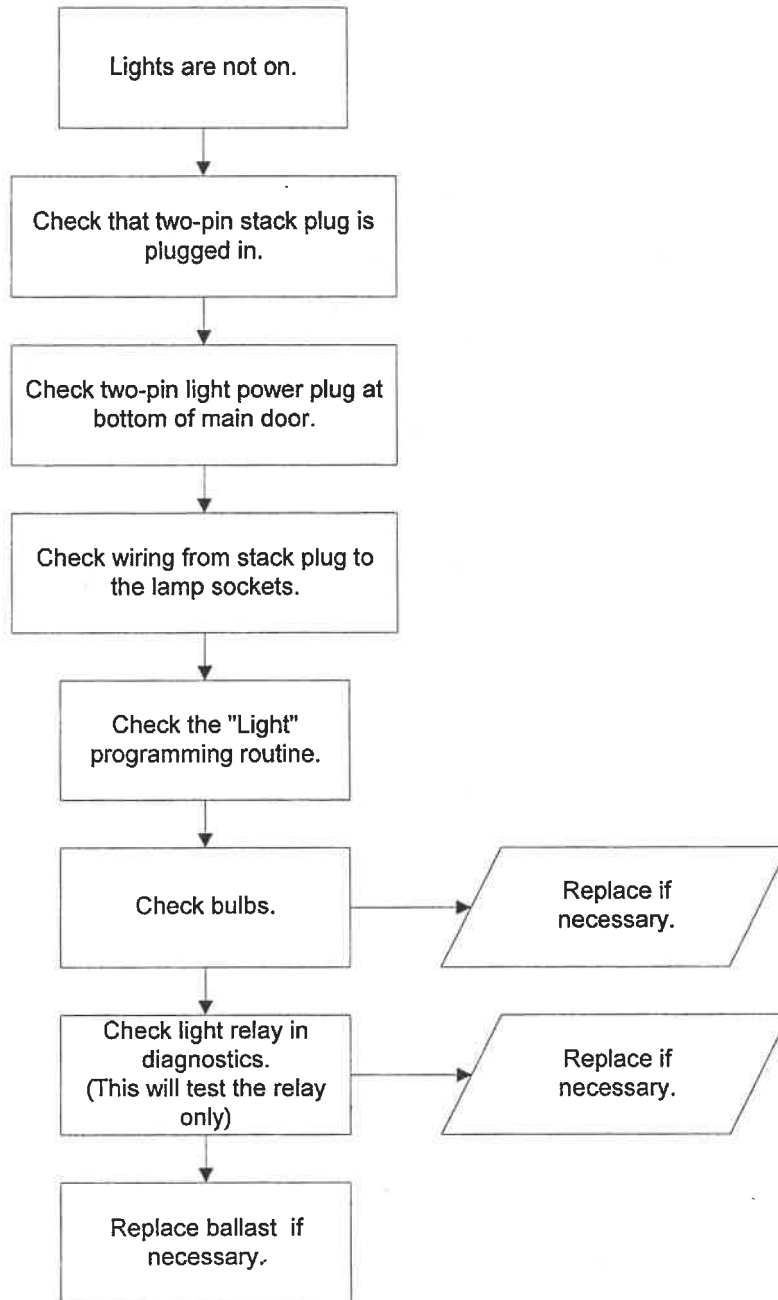 Lights are not on.
Check that two-pin stack plug is
plugged in.
Check two-pin light power plug at
bottom of main door.
Check wiring from stack plug to
the lamp sockets.
Check the "Light"
programming routine.
Check bulbs.
Replace if
necessary.
Check light relay in
diagnostics.
(This will test the relay
only)
Replace if
necessary.
Replace ballast if
necessary.